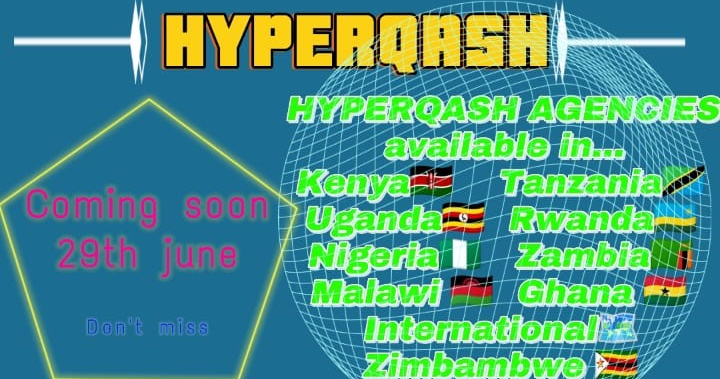 HYPERQASH
HYPERQASH AGENCIES
available in...
Kenya Tanzania
Uganda Rwanda
Nigeria Zambia
Malawi Ghana
International
Zimbambwe
Coming soon
29th june
Don't miss